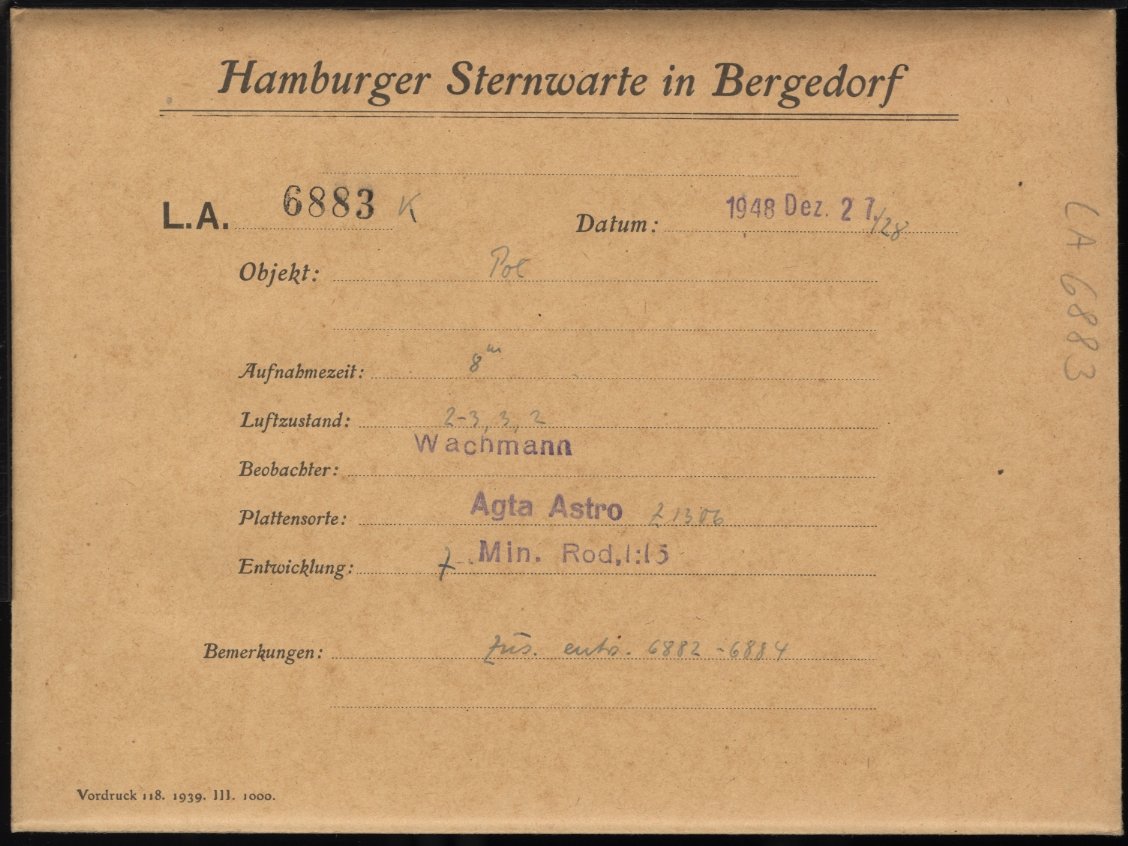 Hamburger Sternwarte in Bergedorf
L.A. 6883 K
Datum: 1948 Dez. 27./28
Objekt: Pol
Aufnahmezeit: 8m
Luftzustand: 2-3, 3, 2
Beobachter: Wachmann
Plattensorte: Agfa Astro 21306
Entwicklung: 7 Min. Rod. 1:15
Bemerkungen: Zus. entw. 6882-6884
Vordruck 118. 1939. III. 1000.
LA 6883